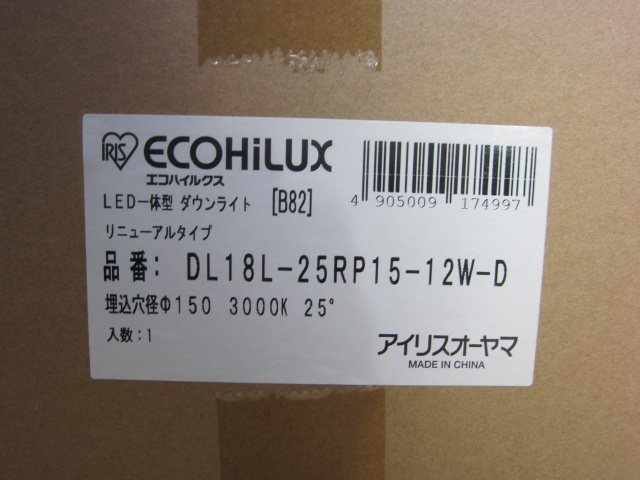 IRIS ECOHiLUX
エコハイルクス
LED一体型 ダウンライト [B82]
4 905009 174997
リニューアルタイプ
品番: DL18L-25RP15-12W-D
埋込穴径Φ150 3000K 25°
入数:1
アイリスオーヤマ
MADE IN CHINA